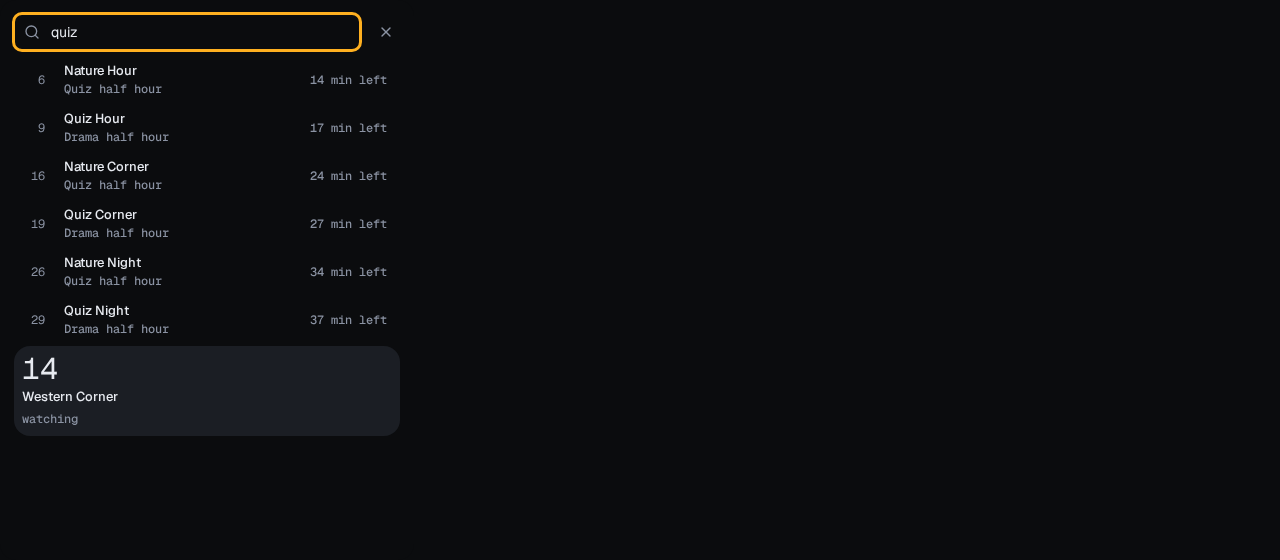 quiz
6
Nature Hour
Quiz half hour
14 min left
9
Quiz Hour
Drama half hour
17 min left
16
Nature Corner
Quiz half hour
24 min left
19
Quiz Corner
Drama half hour
27 min left
26
Nature Night
Quiz half hour
34 min left
29
Quiz Night
Drama half hour
37 min left
14
Western Corner
watching